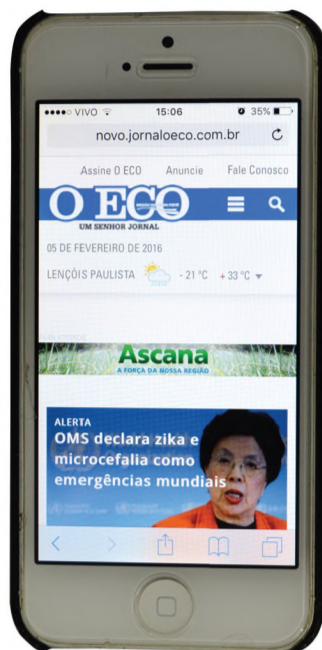 VIVO 15:06 35%
novo.jornaloeco.com.br
Assine O ECO Anuncie Fale Conosco
O ECO
UM SENHOR JORNAL
05 DE FEVEREIRO DE 2016
LENÇÓIS PAULISTA - 21 °C + 33 °C
Ascana
A FORÇA DA NOSSA REGIÃO
ALERTA
OMS declara zika e
microcefalia como
emergências mundiais